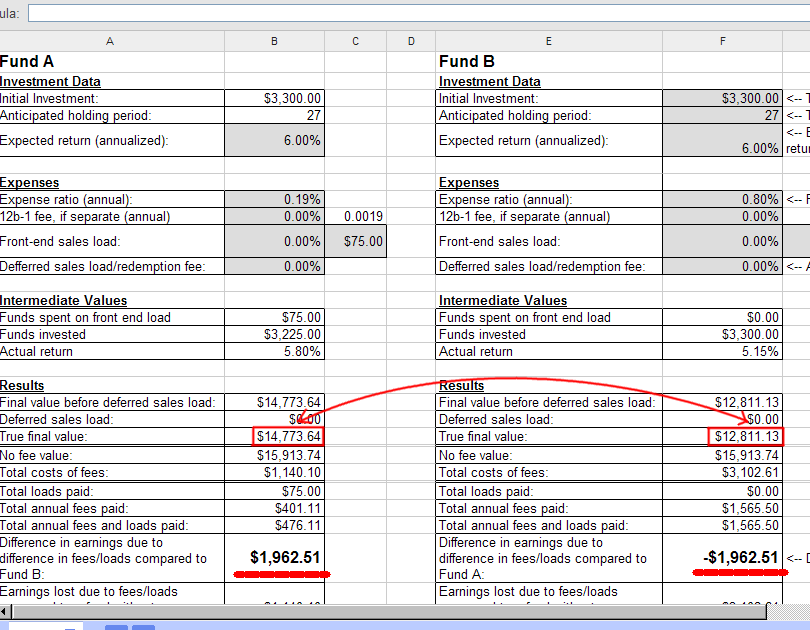 ula:
A B C D E F
Fund A Fund B
Investment Data Investment Data
Initial Investment: $3,300.00 Initial Investment: $3,300.00 <--
Anticipated holding period: 27 Anticipated holding period: 27 <--
Expected return (annualized): 6.00% Expected return (annualized): 6.00% <-- retu
Expenses Expenses
Expense ratio (annual): 0.19% Expense ratio (annual): 0.80% <--
12b-1 fee, if separate (annual) 0.00% 0.0019 12b-1 fee, if separate (annual) 0.00%
Front-end sales load: 0.00% $75.00 Front-end sales load: 0.00%
Defferred sales load/redemption fee: 0.00% Defferred sales load/redemption fee: 0.00% <--
Intermediate Values Intermediate Values
Funds spent on front end load $75.00 Funds spent on front end load $0.00
Funds invested $3,225.00 Funds invested $3,300.00
Actual return 5.80% Actual return 5.15%
Results Results
Final value before deferred sales load: $14,773.64 Final value before deferred sales load: $12,811.13
Deferred sales load: $0.00 Deferred sales load: $0.00
True final value: $14,773.64 True final value: $12,811.13
No fee value: $15,913.74 No fee value: $15,913.74
Total costs of fees: $1,140.10 Total costs of fees: $3,102.61
Total loads paid: $75.00 Total loads paid: $0.00
Total annual fees paid: $401.11 Total annual fees paid: $1,565.50
Total annual fees and loads paid: $476.11 Total annual fees and loads paid: $1,565.50
Difference in earnings due to Difference in earnings due to
difference in fees/loads compared to $1,962.51 difference in fees/loads compared to -$1,962.51 <--
Fund B: Fund A:
Earnings lost due to fees/loads Earnings lost due to fees/loads